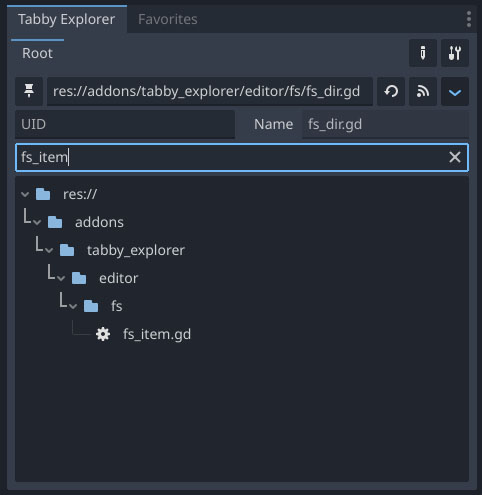 Tabby Explorer Favorites
Root
res://addons/tabby_explorer/editor/fs/fs_dir.gd
UID Name fs_dir.gd
fs_item
res://
addons
tabby_explorer
editor
fs
fs_item.gd